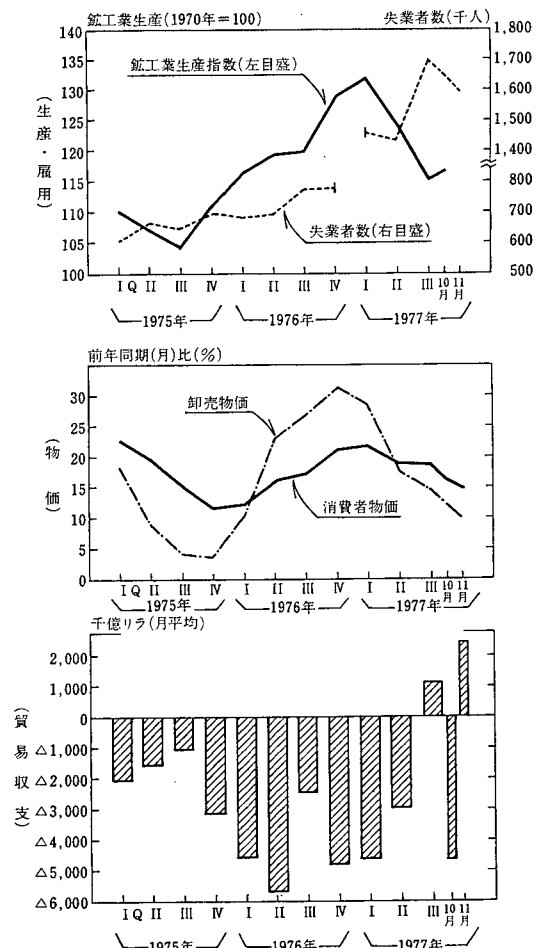 鉱工業生産(1970年=100) 失業者数(千人)
140
135
130
125
120
115
110
105
100
1,800
1,700
1,600
1,500
1,400
800
700
600
500
(生産・雇用)
鉱工業生産指数(左目盛)
失業者数(右目盛)
I Q II III IV I II III IV I II III 10月 11月
1975年 1976年 1977年
前年同期(月)比(%)
30
25
20
15
10
5
0
(物価)
卸売物価
消費者物価
I Q II III IV I II III IV I II III 10月 11月
1975年 1976年 1977年
千億リラ(月平均)
2,000
1,000
0
△1,000
△2,000
△3,000
△4,000
△5,000
△6,000
(貿易収支)
I Q II III IV I II III IV I II III 10月 11月
1975年 1976年 1977年